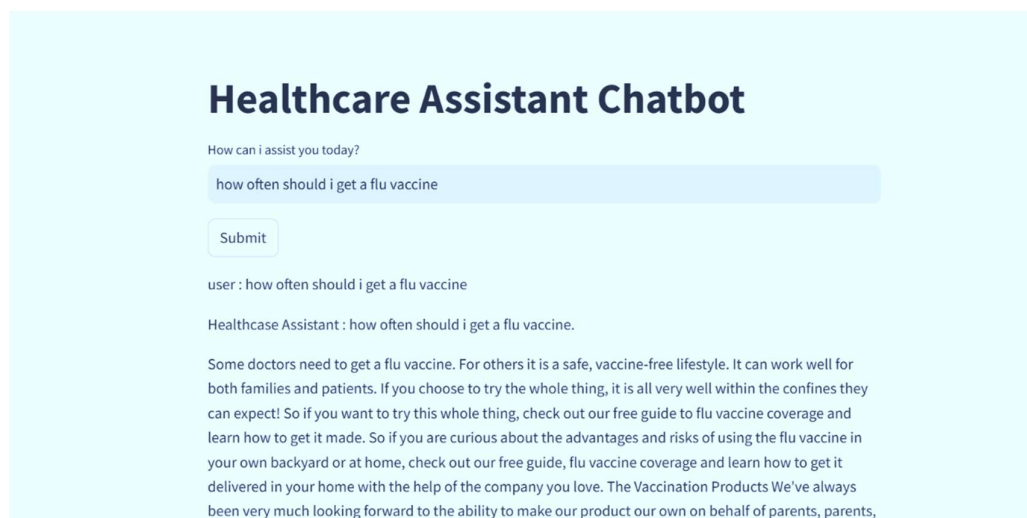 Healthcare Assistant Chatbot
How can i assist you today?
how often should i get a flu vaccine
Submit
user : how often should i get a flu vaccine
Healthcase Assistant : how often should i get a flu vaccine.
Some doctors need to get a flu vaccine. For others it is a safe, vaccine-free lifestyle. It can work well for
both families and patients. If you choose to try the whole thing, it is all very well within the confines they
can expect! So if you want to try this whole thing, check out our free guide to flu vaccine coverage and
learn how to get it made. So if you are curious about the advantages and risks of using the flu vaccine in
your own backyard or at home, check out our free guide, flu vaccine coverage and learn how to get it
delivered in your home with the help of the company you love. The Vaccination Products We've always
been very much looking forward to the ability to make our product our own on behalf of parents, parents,